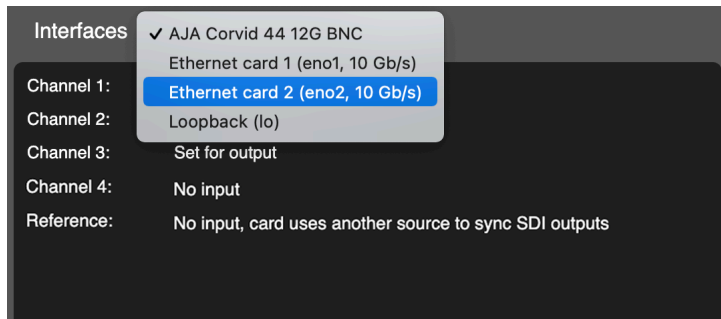 Interfaces
✓ AJA Corvid 44 12G BNC
Ethernet card 1 (eno1, 10 Gb/s)
Ethernet card 2 (eno2, 10 Gb/s)
Loopback (lo)
Channel 1:
Channel 2:
Channel 3: Set for output
Channel 4: No input
Reference: No input, card uses another source to sync SDI outputs